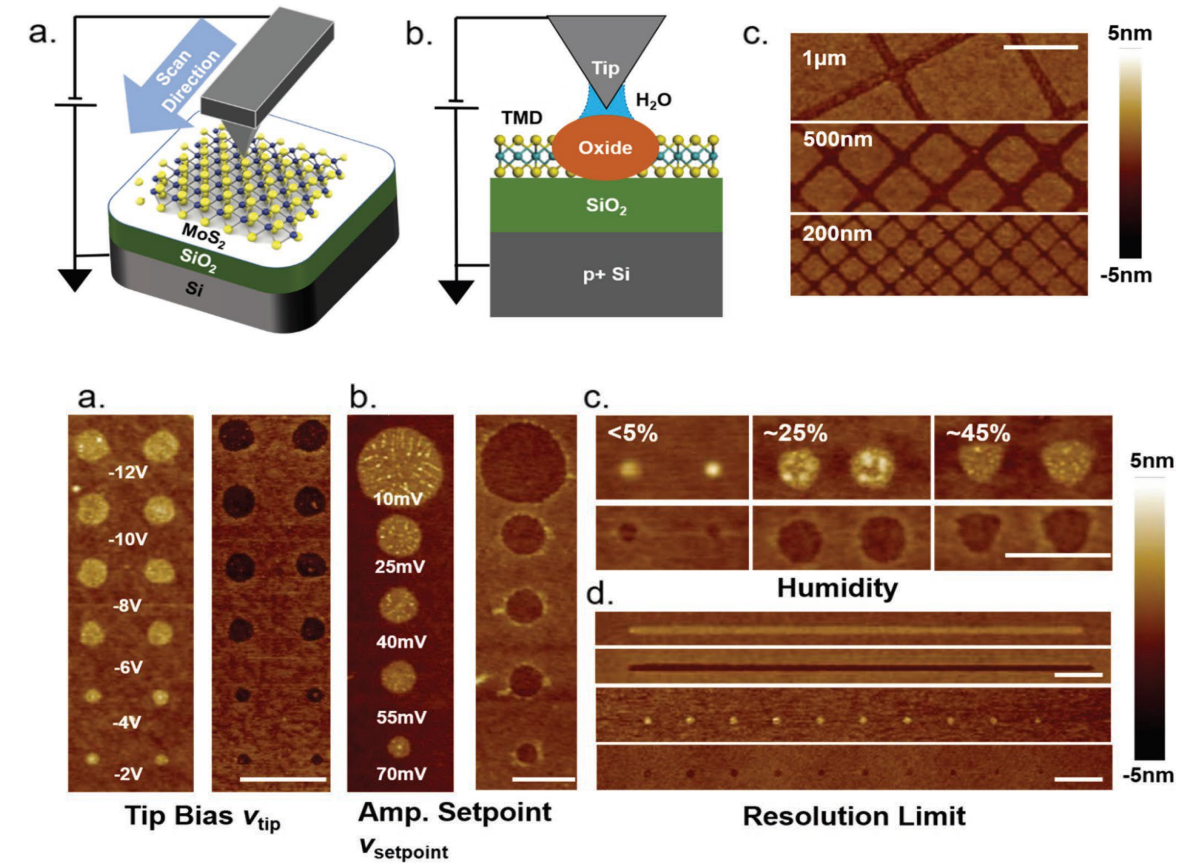 a.
Scan
Direction
MoS₂
SiO₂
Si
b.
Tip
H₂O
TMD
Oxide
SiO₂
p+ Si
c.
1µm
500nm
200nm
5nm
-5nm
a.
-12V
-10V
-8V
-6V
-4V
-2V
Tip Bias vtip
b.
10mV
25mV
40mV
55mV
70mV
Amp. Setpoint
vsetpoint
c.
<5%
~25%
~45%
Humidity
d.
Resolution Limit
5nm
-5nm